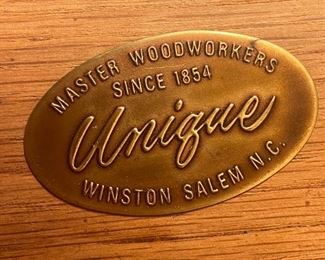 MASTER WOODWORKERS
SINCE 1854
Unique
WINSTON SALEM N.C.